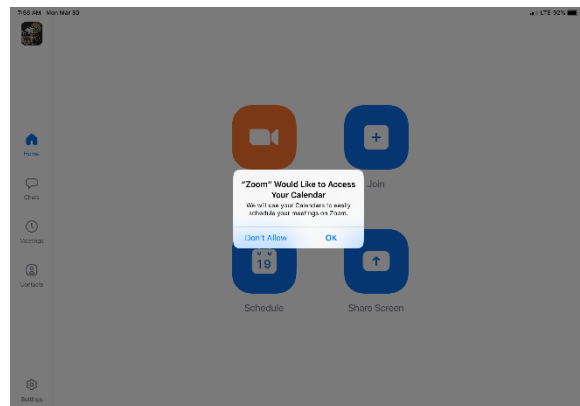 7:55 AM Mon Mar 30
LTE 92%
Home
Chats
Meetings
Contacts
Settings
Join
"Zoom" Would Like to Access
Your Calendar
We will use your Calendars to easily
schedule your meetings on Zoom.
Don't Allow
OK
19
Schedule
Share Screen